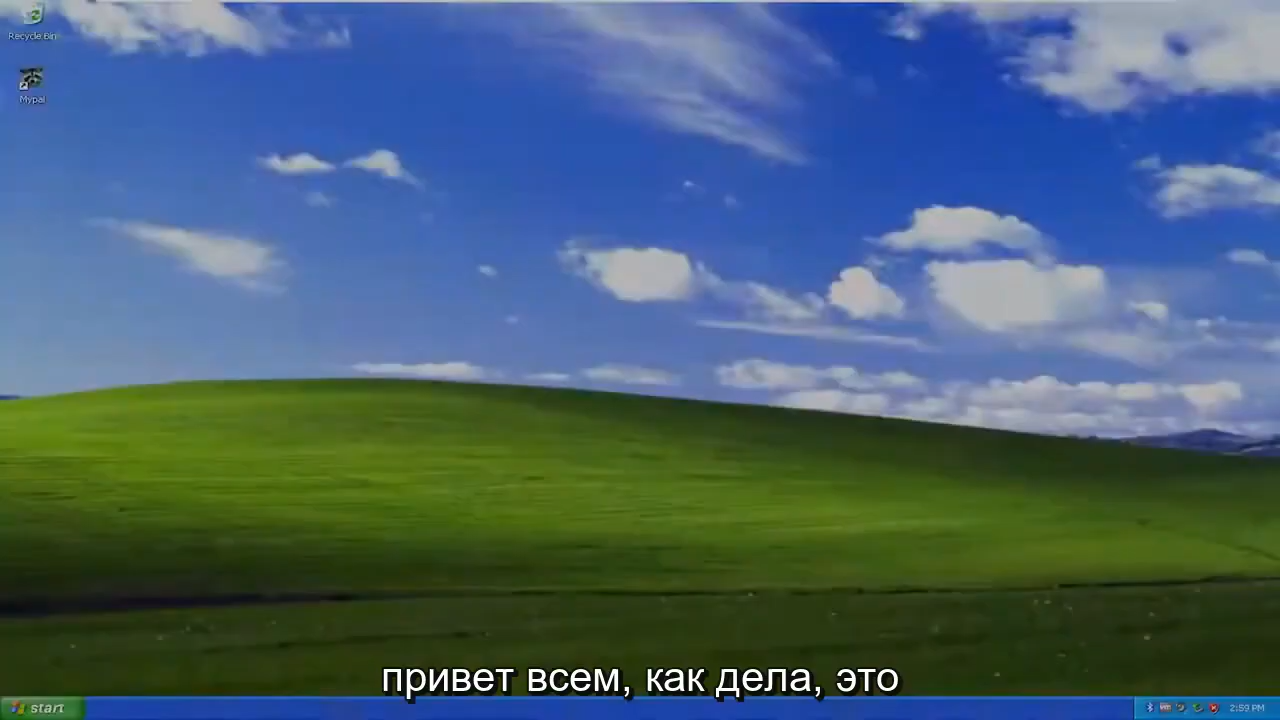 Recycle Bin
Mypal
привет всем, как дела, это
start
2:59 PM